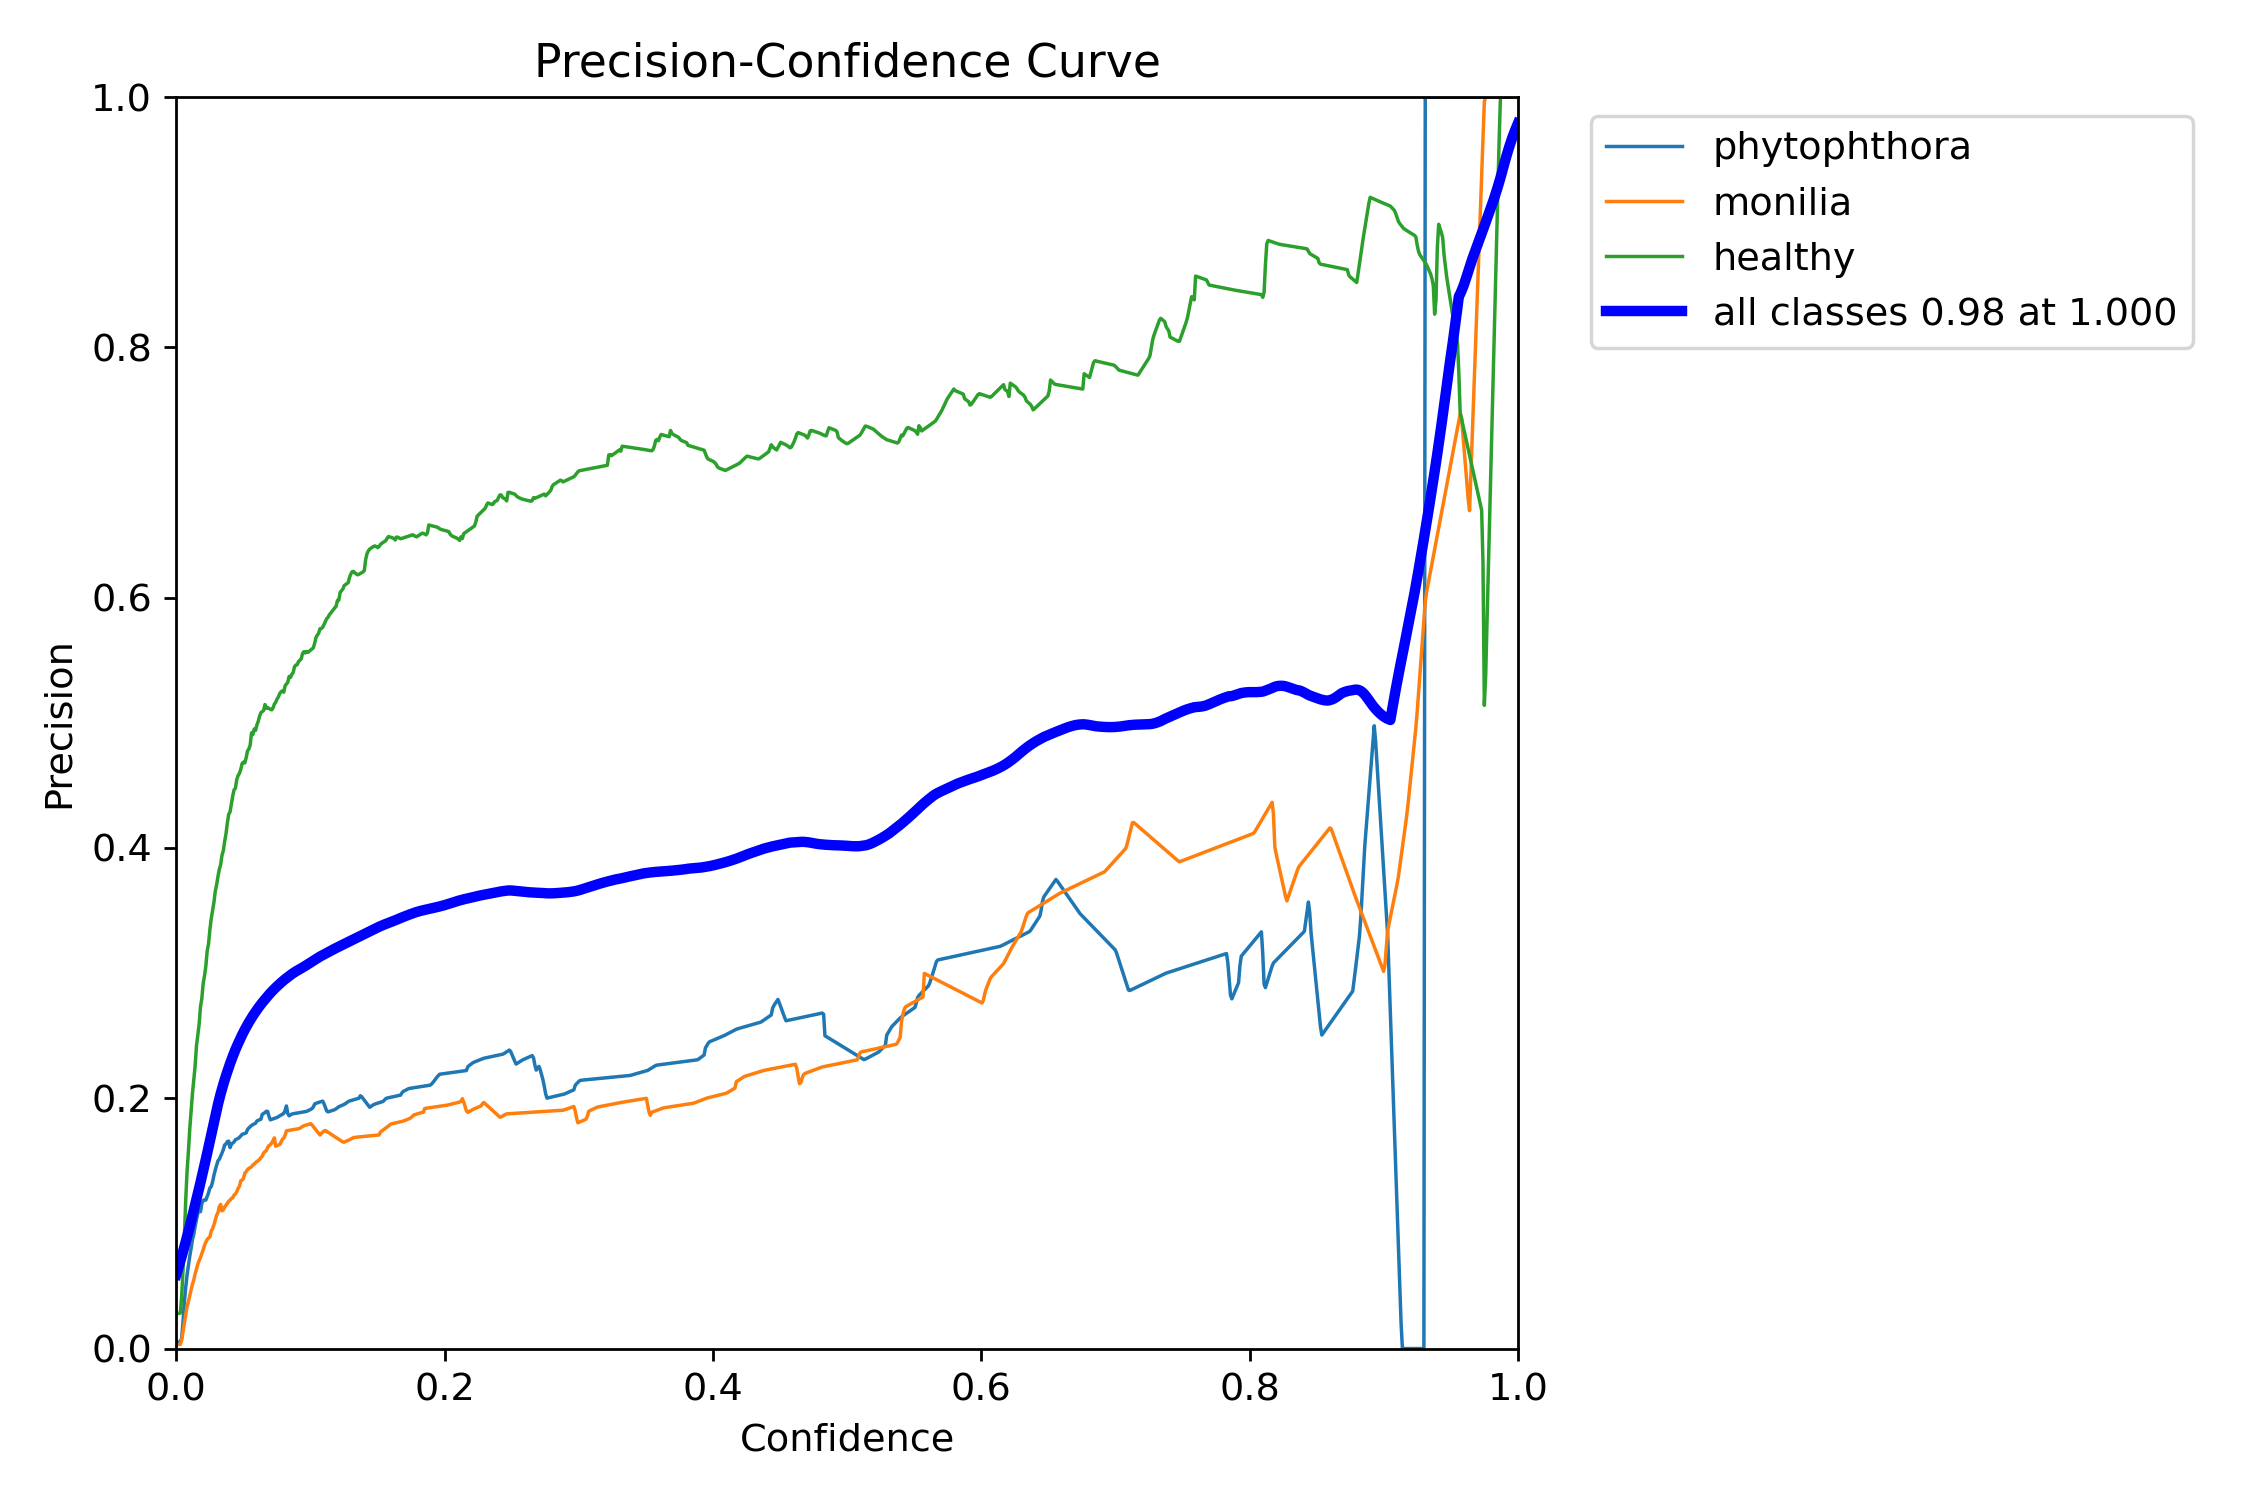 Precision-Confidence Curve
1.0
0.8
0.6
0.4
0.2
0.0
Precision
0.0 0.2 0.4 0.6 0.8 1.0
Confidence
phytophthora
monilia
healthy
all classes 0.98 at 1.000